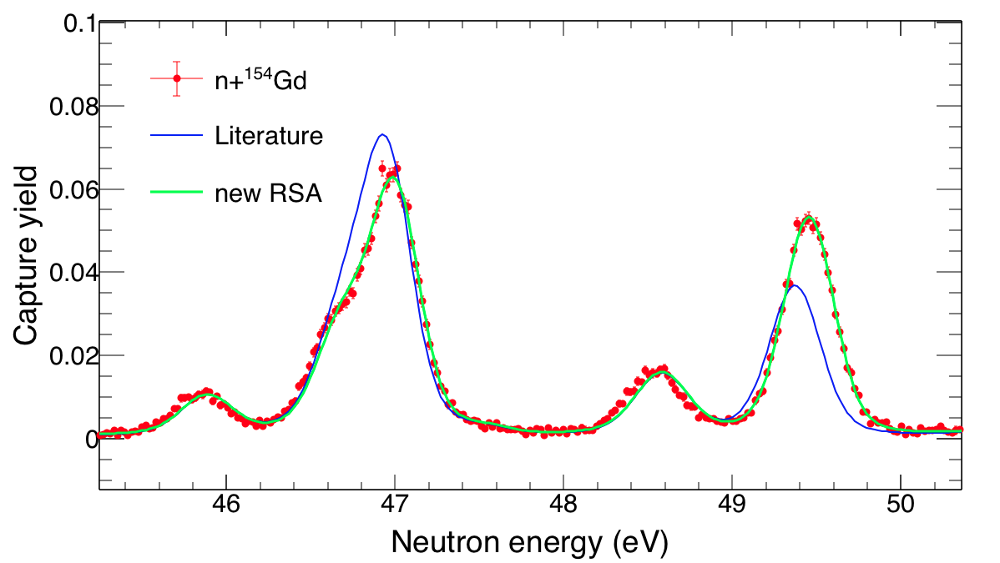 0.1
n+¹⁵⁴Gd
0.08
Literature
0.06
new RSA
0.04
0.02
0
Capture yield
46 47 48 49 50
Neutron energy (eV)